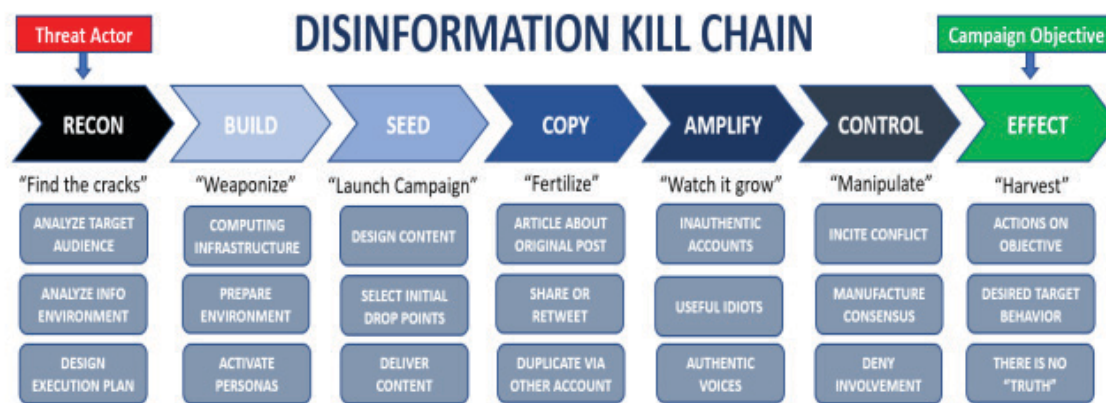 Threat Actor
DISINFORMATION KILL CHAIN
Campaign Objective
RECON
BUILD
SEED
COPY
AMPLIFY
CONTROL
EFFECT
"Find the cracks"
"Weaponize"
"Launch Campaign"
"Fertilize"
"Watch it grow"
"Manipulate"
"Harvest"
ANALYZE TARGET
AUDIENCE
COMPUTING
INFRASTRUCTURE
DESIGN CONTENT
ARTICLE ABOUT
ORIGINAL POST
INAUTHENTIC
ACCOUNTS
INCITE CONFLICT
ACTIONS ON
OBJECTIVE
ANALYZE INFO
ENVIRONMENT
PREPARE
ENVIRONMENT
SELECT INITIAL
DROP POINTS
SHARE OR
RETWEET
USEFUL IDIOTS
MANUFACTURE
CONSENSUS
DESIRED TARGET
BEHAVIOR
DESIGN
EXECUTION PLAN
ACTIVATE
PERSONAS
DELIVER
CONTENT
DUPLICATE VIA
OTHER ACCOUNT
AUTHENTIC
VOICES
DENY
INVOLVEMENT
THERE IS NO
"TRUTH"